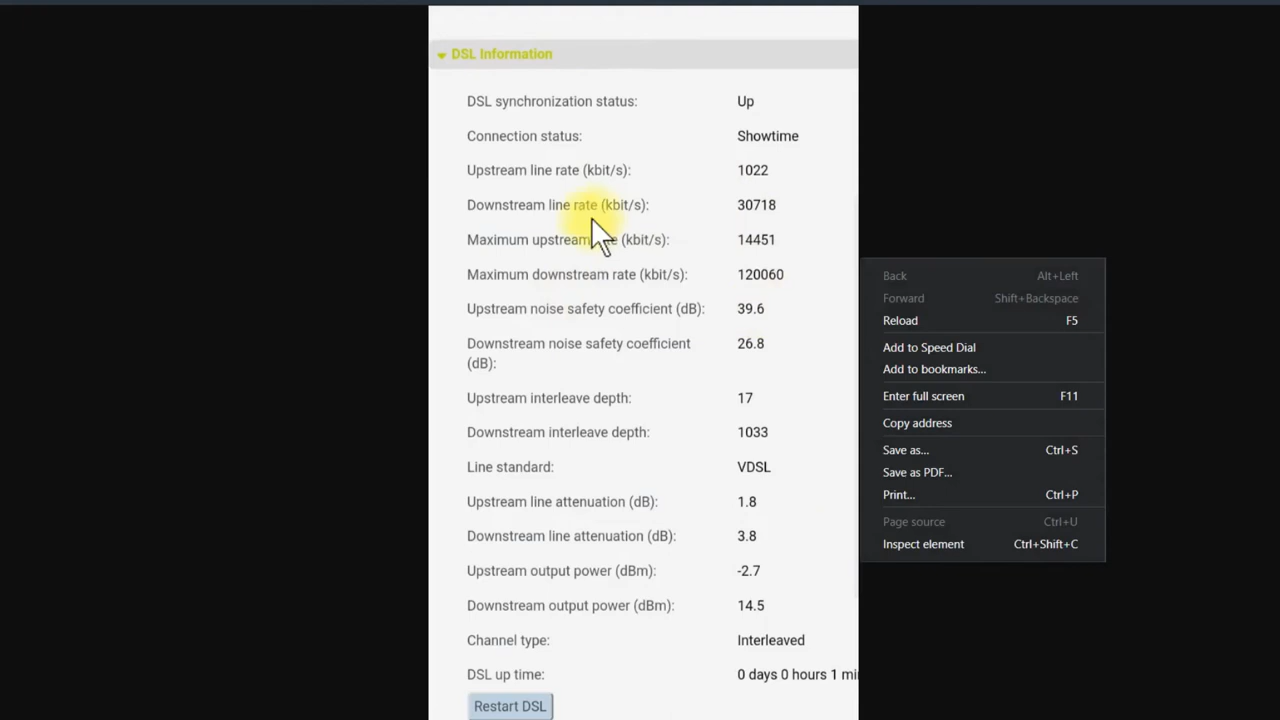 DSL Information
DSL synchronization status: Up
Connection status: Showtime
Upstream line rate (kbit/s): 1022
Downstream line rate (kbit/s): 30718
Maximum upstream (kbit/s): 14451
Maximum downstream rate (kbit/s): 120060
Upstream noise safety coefficient (dB): 39.6
Downstream noise safety coefficient 26.8
(dB):
Upstream interleave depth: 17
Downstream interleave depth: 1033
Line standard: VDSL
Upstream line attenuation (dB): 1.8
Downstream line attenuation (dB): 3.8
Upstream output power (dBm): -2.7
Downstream output power (dBm): 14.5
Channel type: Interleaved
DSL up time: 0 days 0 hours 1
Restart DSL
Back Alt+Left
Forward Shift+Backspace
Reload F5
Add to Speed Dial
Add to bookmarks...
Enter full screen F11
Copy address
Save as... Ctrl+S
Save as PDF...
Print... Ctrl+P
Page source Ctrl+U
Inspect element Ctrl+Shift+C